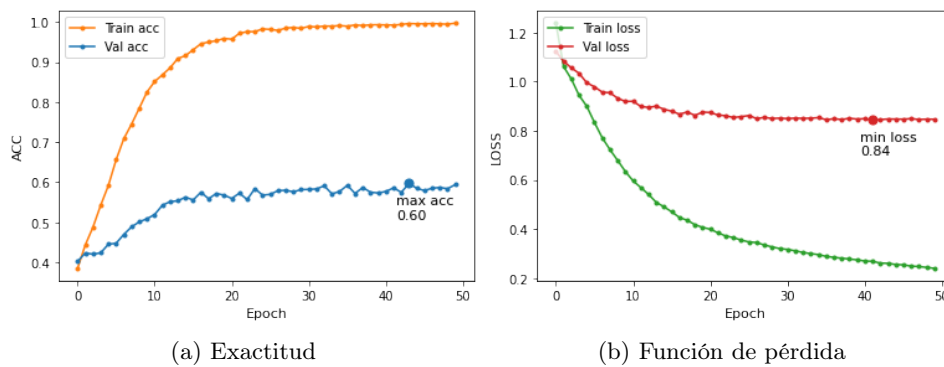 1.0
0.9
0.8
0.7
0.6
0.5
0.4
ACC
Train acc
Val acc
max acc
0.60
0
10
20
30
40
50
Epoch
(a) Exactitud
1.2
1.0
0.8
0.6
0.4
0.2
LOSS
Train loss
Val loss
min loss
0.84
0
10
20
30
40
50
Epoch
(b) Función de pérdida